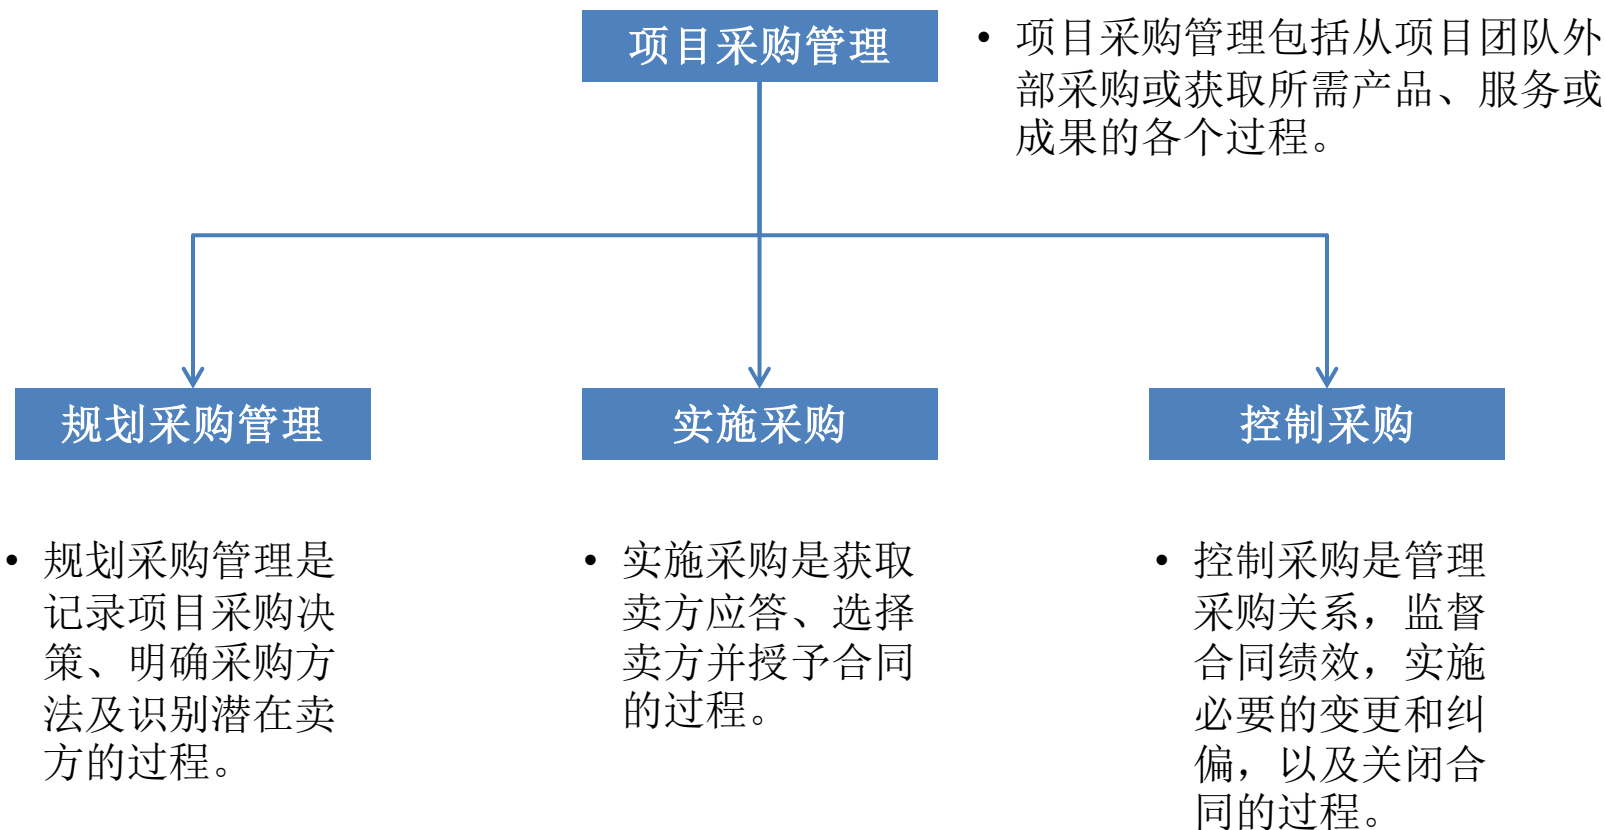 项目采购管理
• 项目采购管理包括从项目团队外
部采购或获取所需产品、服务或
成果的各个过程。
规划采购管理
实施采购
控制采购
• 规划采购管理是
记录项目采购决
策、明确采购方
法及识别潜在卖
方的过程。
• 实施采购是获取
卖方应答、选择
卖方并授予合同
的过程。
• 控制采购是管理
采购关系，监督
合同绩效，实施
必要的变更和纠
偏，以及关闭合
同的过程。